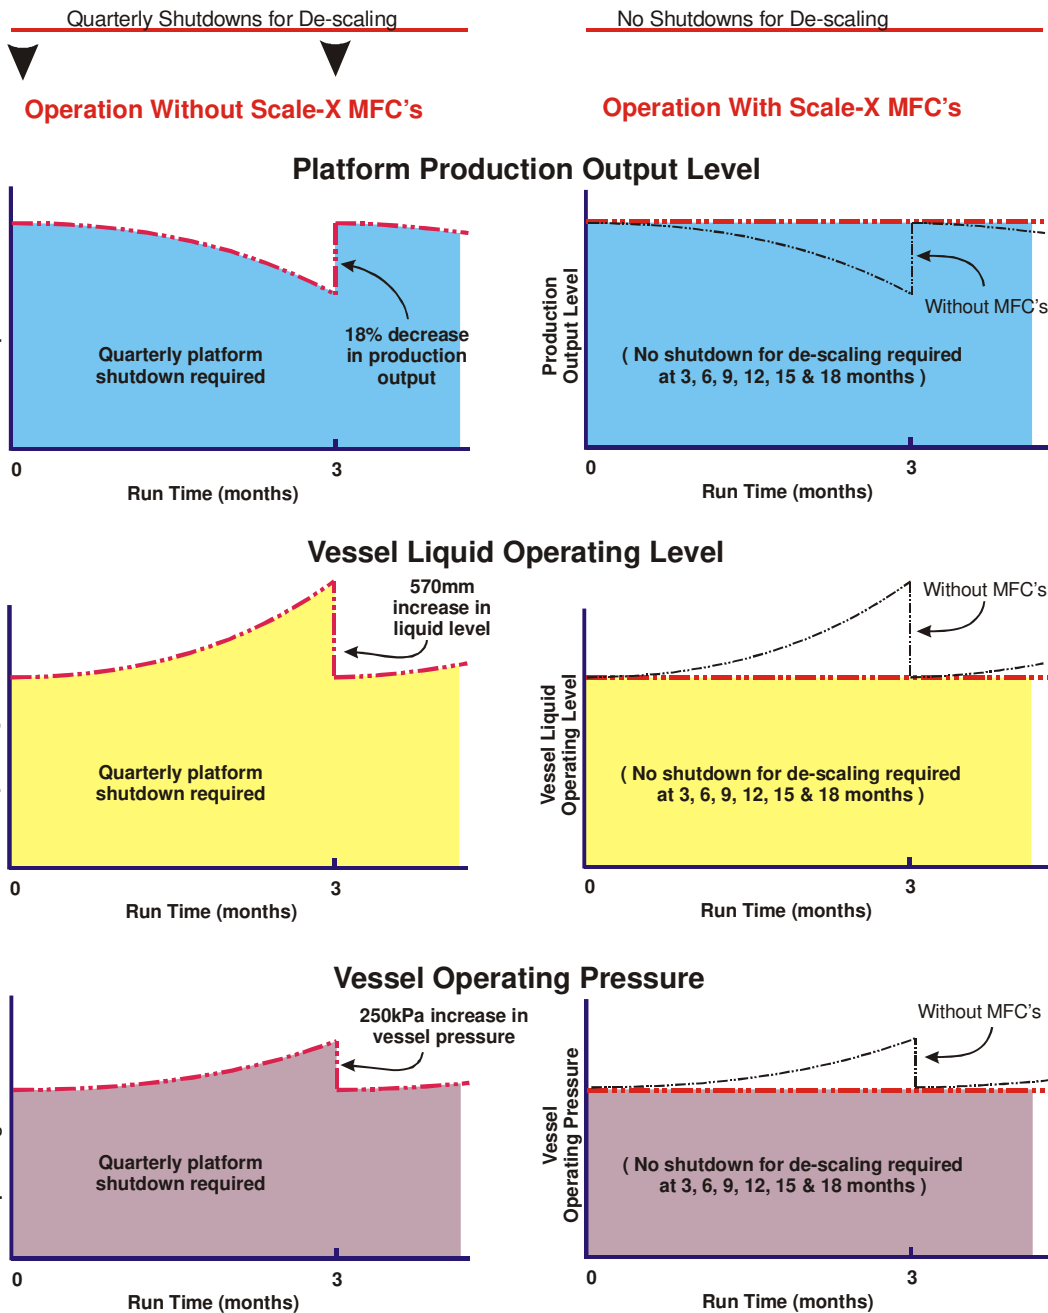 Quarterly Shutdowns for De-scaling
No Shutdowns for De-scaling
Operation Without Scale-X MFC's
Operation With Scale-X MFC's
Platform Production Output Level
18% decrease
in production
output
Quarterly platform
shutdown required
0
3
Run Time (months)
Production
Output Level
Without MFC's
( No shutdown for de-scaling required
at 3, 6, 9, 12, 15 & 18 months )
0
3
Run Time (months)
Vessel Liquid Operating Level
570mm
increase in
liquid level
Quarterly platform
shutdown required
0
3
Run Time (months)
Vessel Liquid
Operating Level
Without MFC's
( No shutdown for de-scaling required
at 3, 6, 9, 12, 15 & 18 months )
0
3
Run Time (months)
Vessel Operating Pressure
250kPa increase in
vessel pressure
Quarterly platform
shutdown required
0
3
Run Time (months)
Vessel
Operating Pressure
Without MFC's
( No shutdown for de-scaling required
at 3, 6, 9, 12, 15 & 18 months )
0
3
Run Time (months)